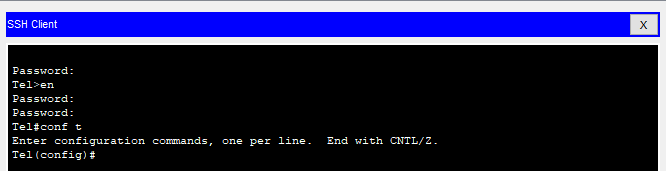 SSH Client
X
Password:
Tel>en
Password:
Password:
Tel#conf t
Enter configuration commands, one per line.  End with CNTL/Z.
Tel(config)#